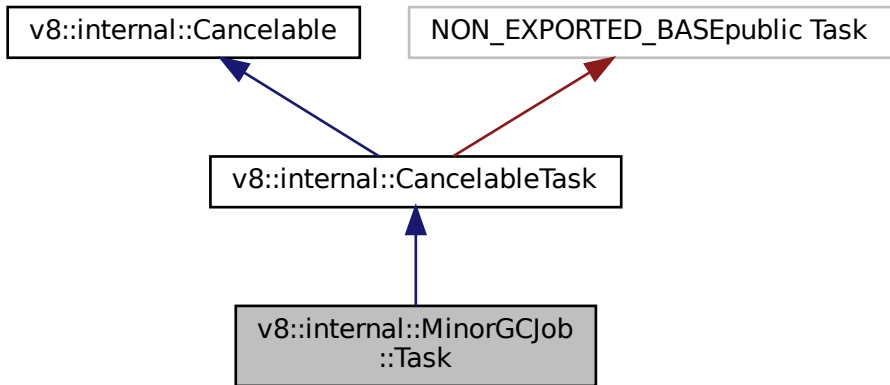 v8::internal::Cancelable
NON_EXPORTED_BASEpublic Task
v8::internal::CancelableTask
v8::internal::MinorGCJob
::Task